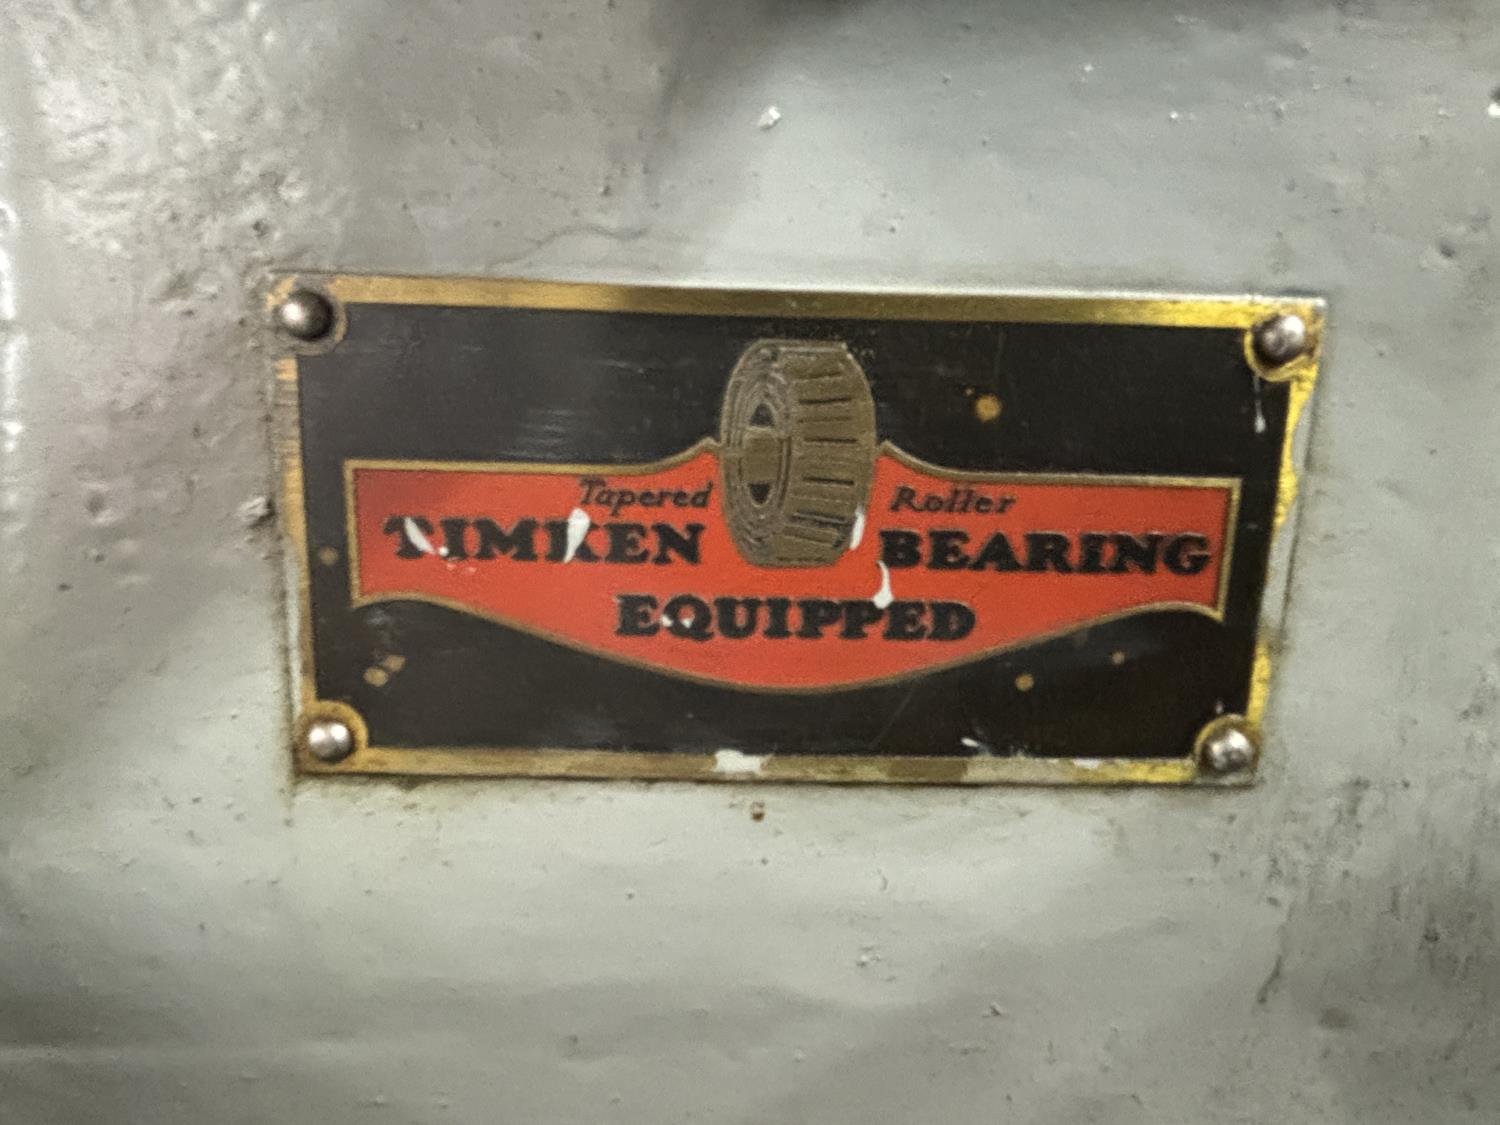 Tapered Roller
TIMKEN BEARING
EQUIPPED